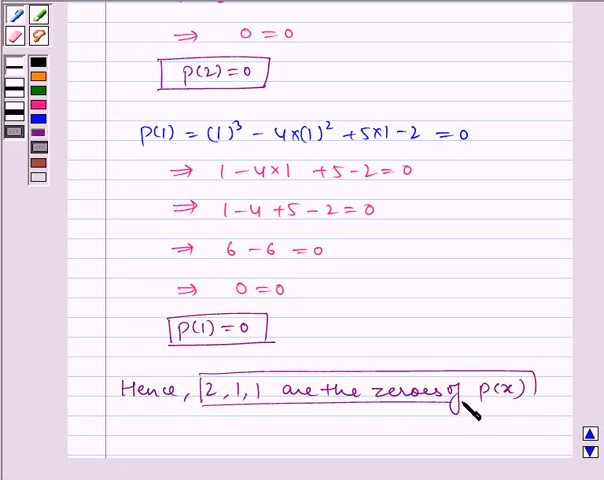 ⇒ 0 = 0
p(2) = 0
p(1) = (1)³ - 4×(1)² + 5×1 - 2 = 0
⇒ 1 - 4×1 + 5 - 2 = 0
⇒ 1 - 4 + 5 - 2 = 0
⇒ 6 - 6 = 0
⇒ 0 = 0
p(1) = 0
Hence, 2, 1, 1 are the zeroes of p(x)